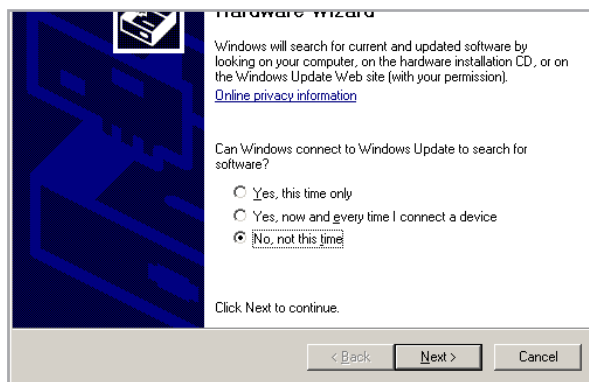 Hardware Wizard
Windows will search for current and updated software by
looking on your computer, on the hardware installation CD, or on
the Windows Update Web site (with your permission).
Online privacy information
Can Windows connect to Windows Update to search for
software?
Yes, this time only
Yes, now and every time I connect a device
No, not this time
Click Next to continue.
< Back
Next >
Cancel